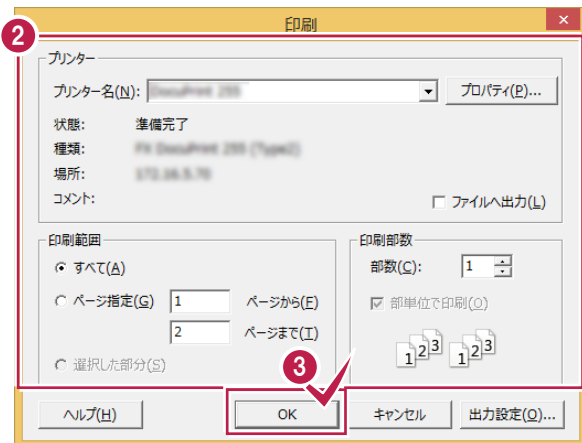 印刷
2
プリンター
プリンター名(N):
プロパティ(P)...
状態: 準備完了
種類:
場所:
コメント:
ファイルへ出力(L)
印刷範囲
すべて(A)
ページ指定(G) 1 ページから(F)
2 ページまで(T)
選択した部分(S)
印刷部数
部数(C): 1
部単位で印刷(O)
1 2 3 1 2 3
3
ヘルプ(H) OK キャンセル 出力設定(O)...